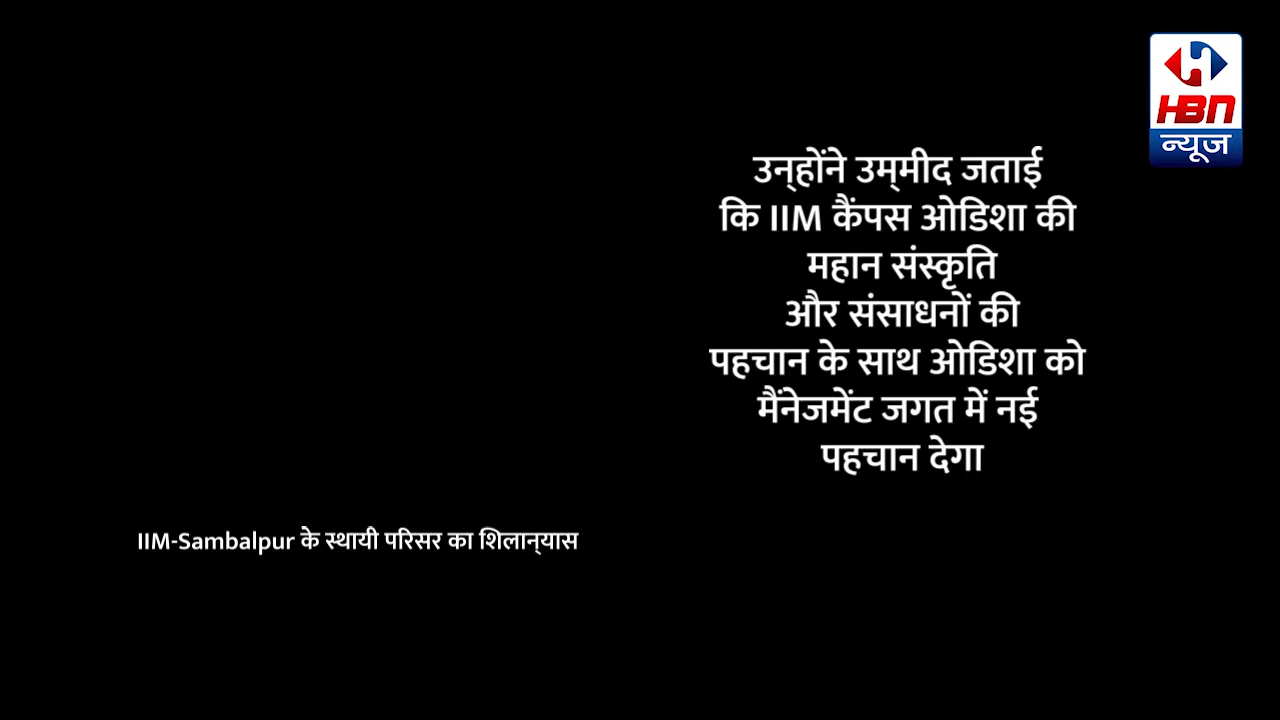 HBN
न्यूज
उन्होंने उम्मीद जताई
कि IIM कैंपस ओडिशा की
महान संस्कृति
और संसाधनों की
पहचान के साथ ओडिशा को
मैंनेजमेंट जगत में नई
पहचान देगा
IIM-Sambalpur के स्थायी परिसर का शिलान्यास